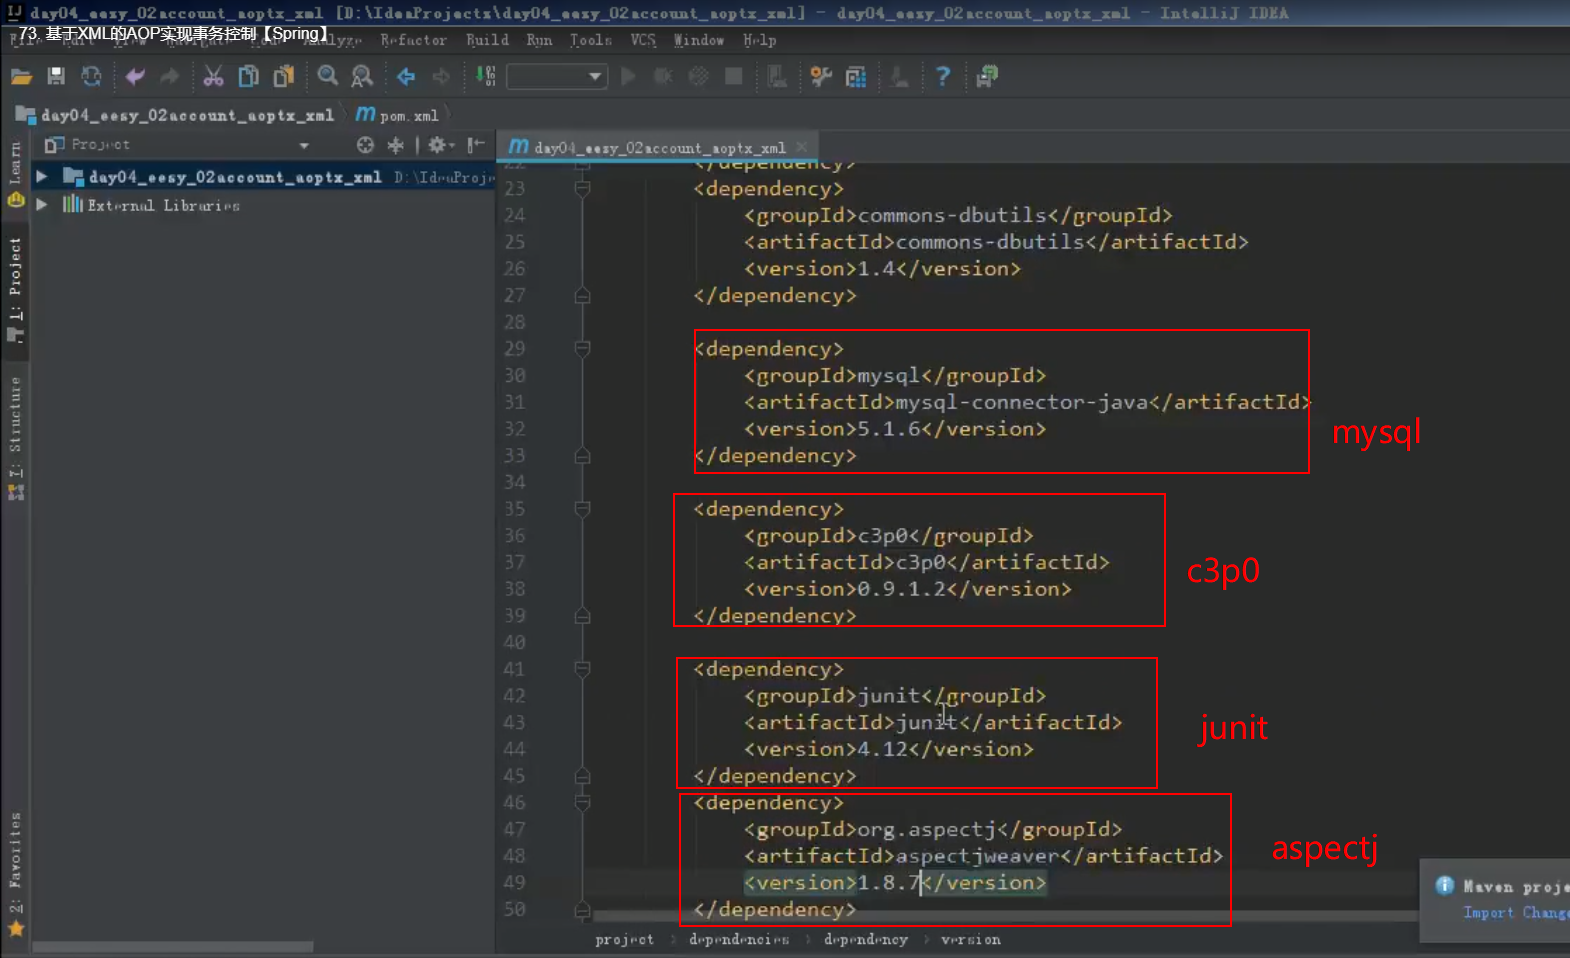 day04_eesy_02account_aoptx_xml [D:\IdeaProjects\day04_eesy_02account_aoptx_xml] - day04_eesy_02account_aoptx_xml - IntelliJ IDEA
73. 基于XML的AOP实现事务控制【Spring】
File Edit View Navigate Code Analyze Refactor Build Run Tools VCS Window Help
day04_eesy_02account_aoptx_xml pom.xml
Project
day04_eesy_02account_aoptx_xml
day04_eesy_02account_aoptx_xml D:\IdeaProje
External Libraries
Learn
1: Project
7: Structure
2: Favorites
22 </dependency>
23 <dependency>
24 <groupId>commons-dbutils</groupId>
25 <artifactId>commons-dbutils</artifactId>
26 <version>1.4</version>
27 </dependency>
28
29 <dependency>
30 <groupId>mysql</groupId>
31 <artifactId>mysql-connector-java</artifactId>
32 <version>5.1.6</version>
33 </dependency>
mysql
34
35 <dependency>
36 <groupId>c3p0</groupId>
37 <artifactId>c3p0</artifactId>
38 <version>0.9.1.2</version>
39 </dependency>
c3p0
40
41 <dependency>
42 <groupId>junit</groupId>
43 <artifactId>junit</artifactId>
44 <version>4.12</version>
45 </dependency>
junit
46 <dependency>
47 <groupId>org.aspectj</groupId>
48 <artifactId>aspectjweaver</artifactId>
49 <version>1.8.7</version>
50 </dependency>
aspectj
Maven proje
Import Change
project dependencies dependency version